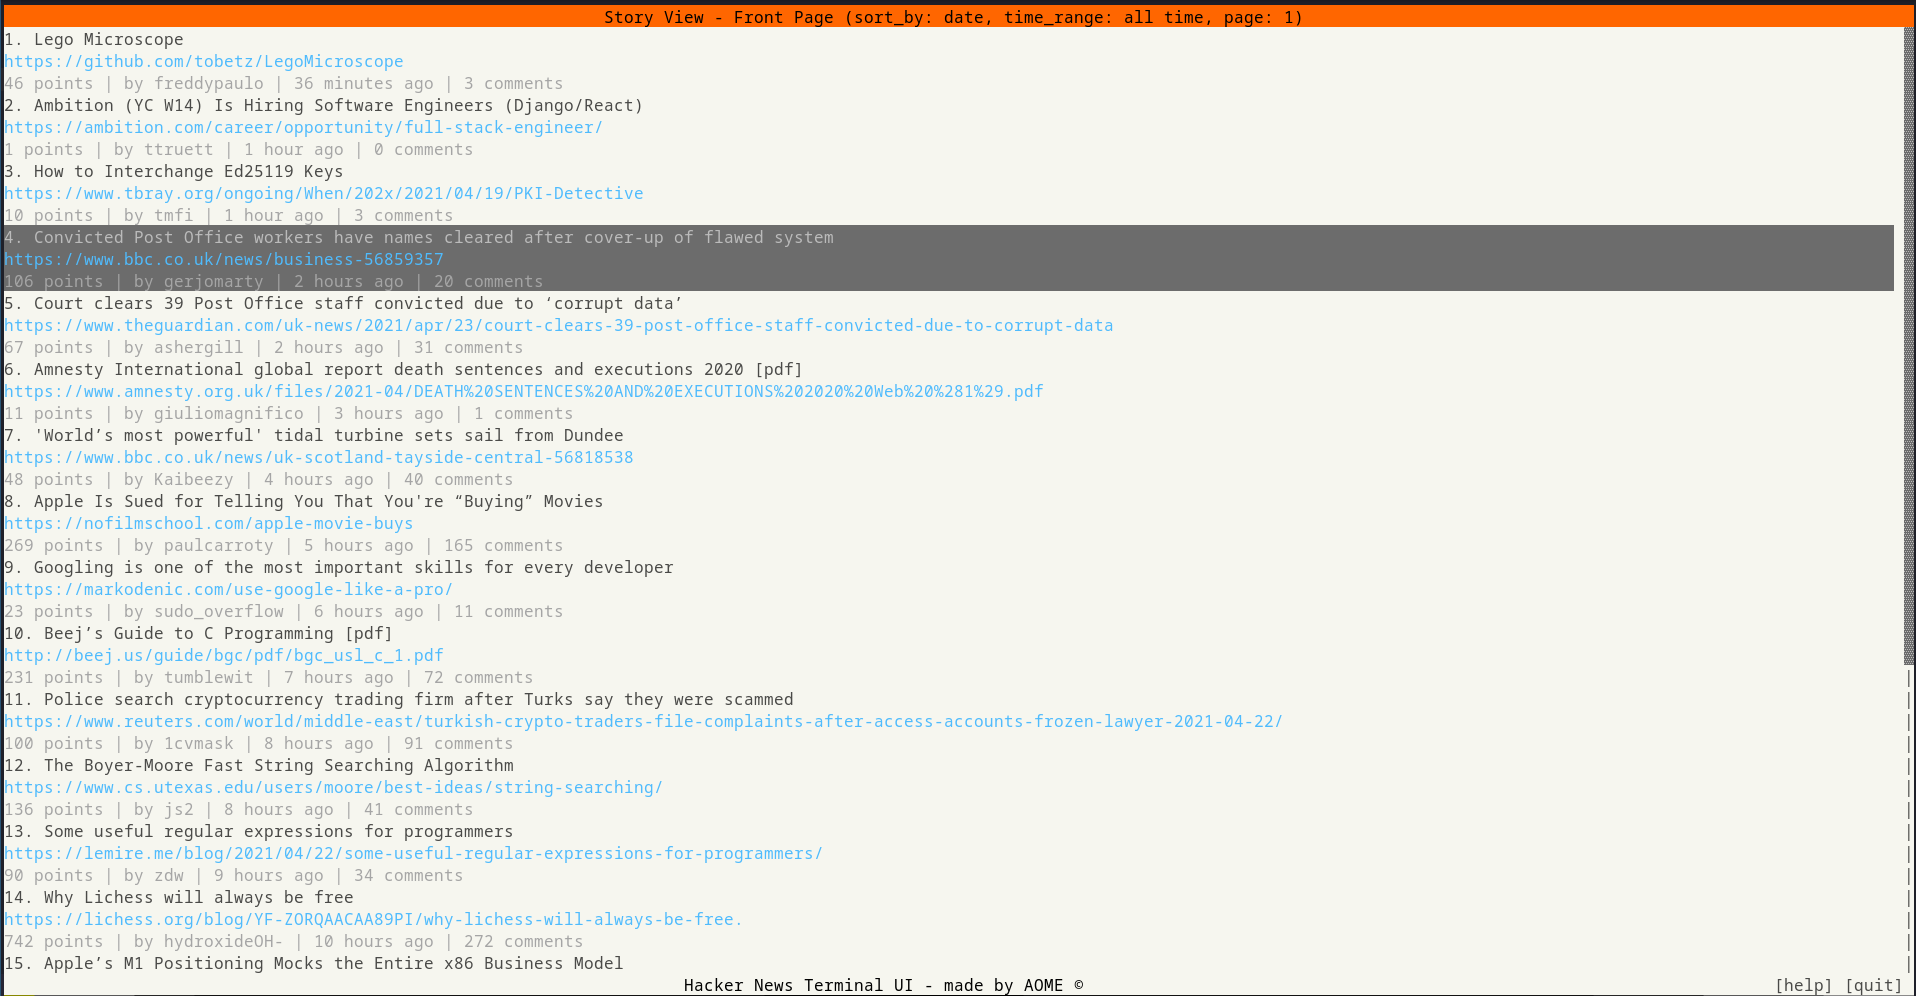 Story View - Front Page (sort_by: date, time_range: all time, page: 1)
1. Lego Microscope
https://github.com/tobetz/LegoMicroscope
46 points | by freddypaulo | 36 minutes ago | 3 comments
2. Ambition (YC W14) Is Hiring Software Engineers (Django/React)
https://ambition.com/career/opportunity/full-stack-engineer/
1 points | by ttruett | 1 hour ago | 0 comments
3. How to Interchange Ed25119 Keys
https://www.tbray.org/ongoing/When/202x/2021/04/19/PKI-Detective
10 points | by tmfi | 1 hour ago | 3 comments
4. Convicted Post Office workers have names cleared after cover-up of flawed system
https://www.bbc.co.uk/news/business-56859357
106 points | by gerjomarty | 2 hours ago | 20 comments
5. Court clears 39 Post Office staff convicted due to ‘corrupt data’
https://www.theguardian.com/uk-news/2021/apr/23/court-clears-39-post-office-staff-convicted-due-to-corrupt-data
67 points | by ashergill | 2 hours ago | 31 comments
6. Amnesty International global report death sentences and executions 2020 [pdf]
https://www.amnesty.org.uk/files/2021-04/DEATH%20SENTENCES%20AND%20EXECUTIONS%202020%20Web%20%281%29.pdf
11 points | by giuliomagnifico | 3 hours ago | 1 comments
7. 'World’s most powerful' tidal turbine sets sail from Dundee
https://www.bbc.co.uk/news/uk-scotland-tayside-central-56818538
48 points | by Kaibeezy | 4 hours ago | 40 comments
8. Apple Is Sued for Telling You That You're “Buying” Movies
https://nofilmschool.com/apple-movie-buys
269 points | by paulcarroty | 5 hours ago | 165 comments
9. Googling is one of the most important skills for every developer
https://markodenic.com/use-google-like-a-pro/
23 points | by sudo_overflow | 6 hours ago | 11 comments
10. Beej’s Guide to C Programming [pdf]
http://beej.us/guide/bgc/pdf/bgc_usl_c_1.pdf
231 points | by tumblewit | 7 hours ago | 72 comments
11. Police search cryptocurrency trading firm after Turks say they were scammed
https://www.reuters.com/world/middle-east/turkish-crypto-traders-file-complaints-after-access-accounts-frozen-lawyer-2021-04-22/
100 points | by 1cvmask | 8 hours ago | 91 comments
12. The Boyer-Moore Fast String Searching Algorithm
https://www.cs.utexas.edu/users/moore/best-ideas/string-searching/
136 points | by js2 | 8 hours ago | 41 comments
13. Some useful regular expressions for programmers
https://lemire.me/blog/2021/04/22/some-useful-regular-expressions-for-programmers/
90 points | by zdw | 9 hours ago | 34 comments
14. Why Lichess will always be free
https://lichess.org/blog/YF-ZORQAACAA89PI/why-lichess-will-always-be-free.
742 points | by hydroxideOH- | 10 hours ago | 272 comments
15. Apple’s M1 Positioning Mocks the Entire x86 Business Model
Hacker News Terminal UI - made by AOME © [help] [quit]